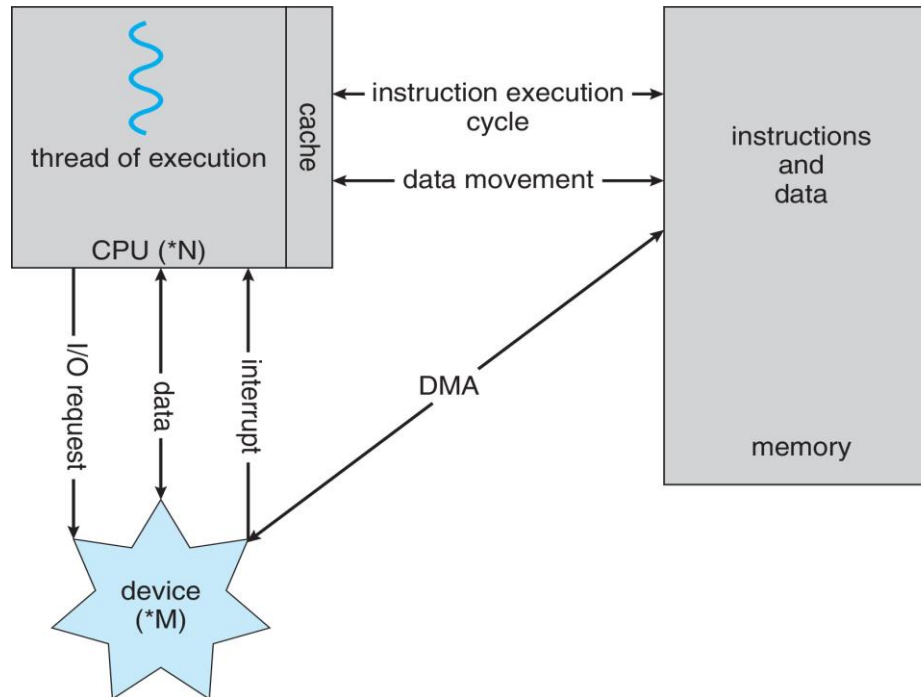 thread of execution
CPU (*N)
cache
instruction execution
cycle
data movement
instructions
and
data
memory
I/O request
data
interrupt
DMA
device
(*M)